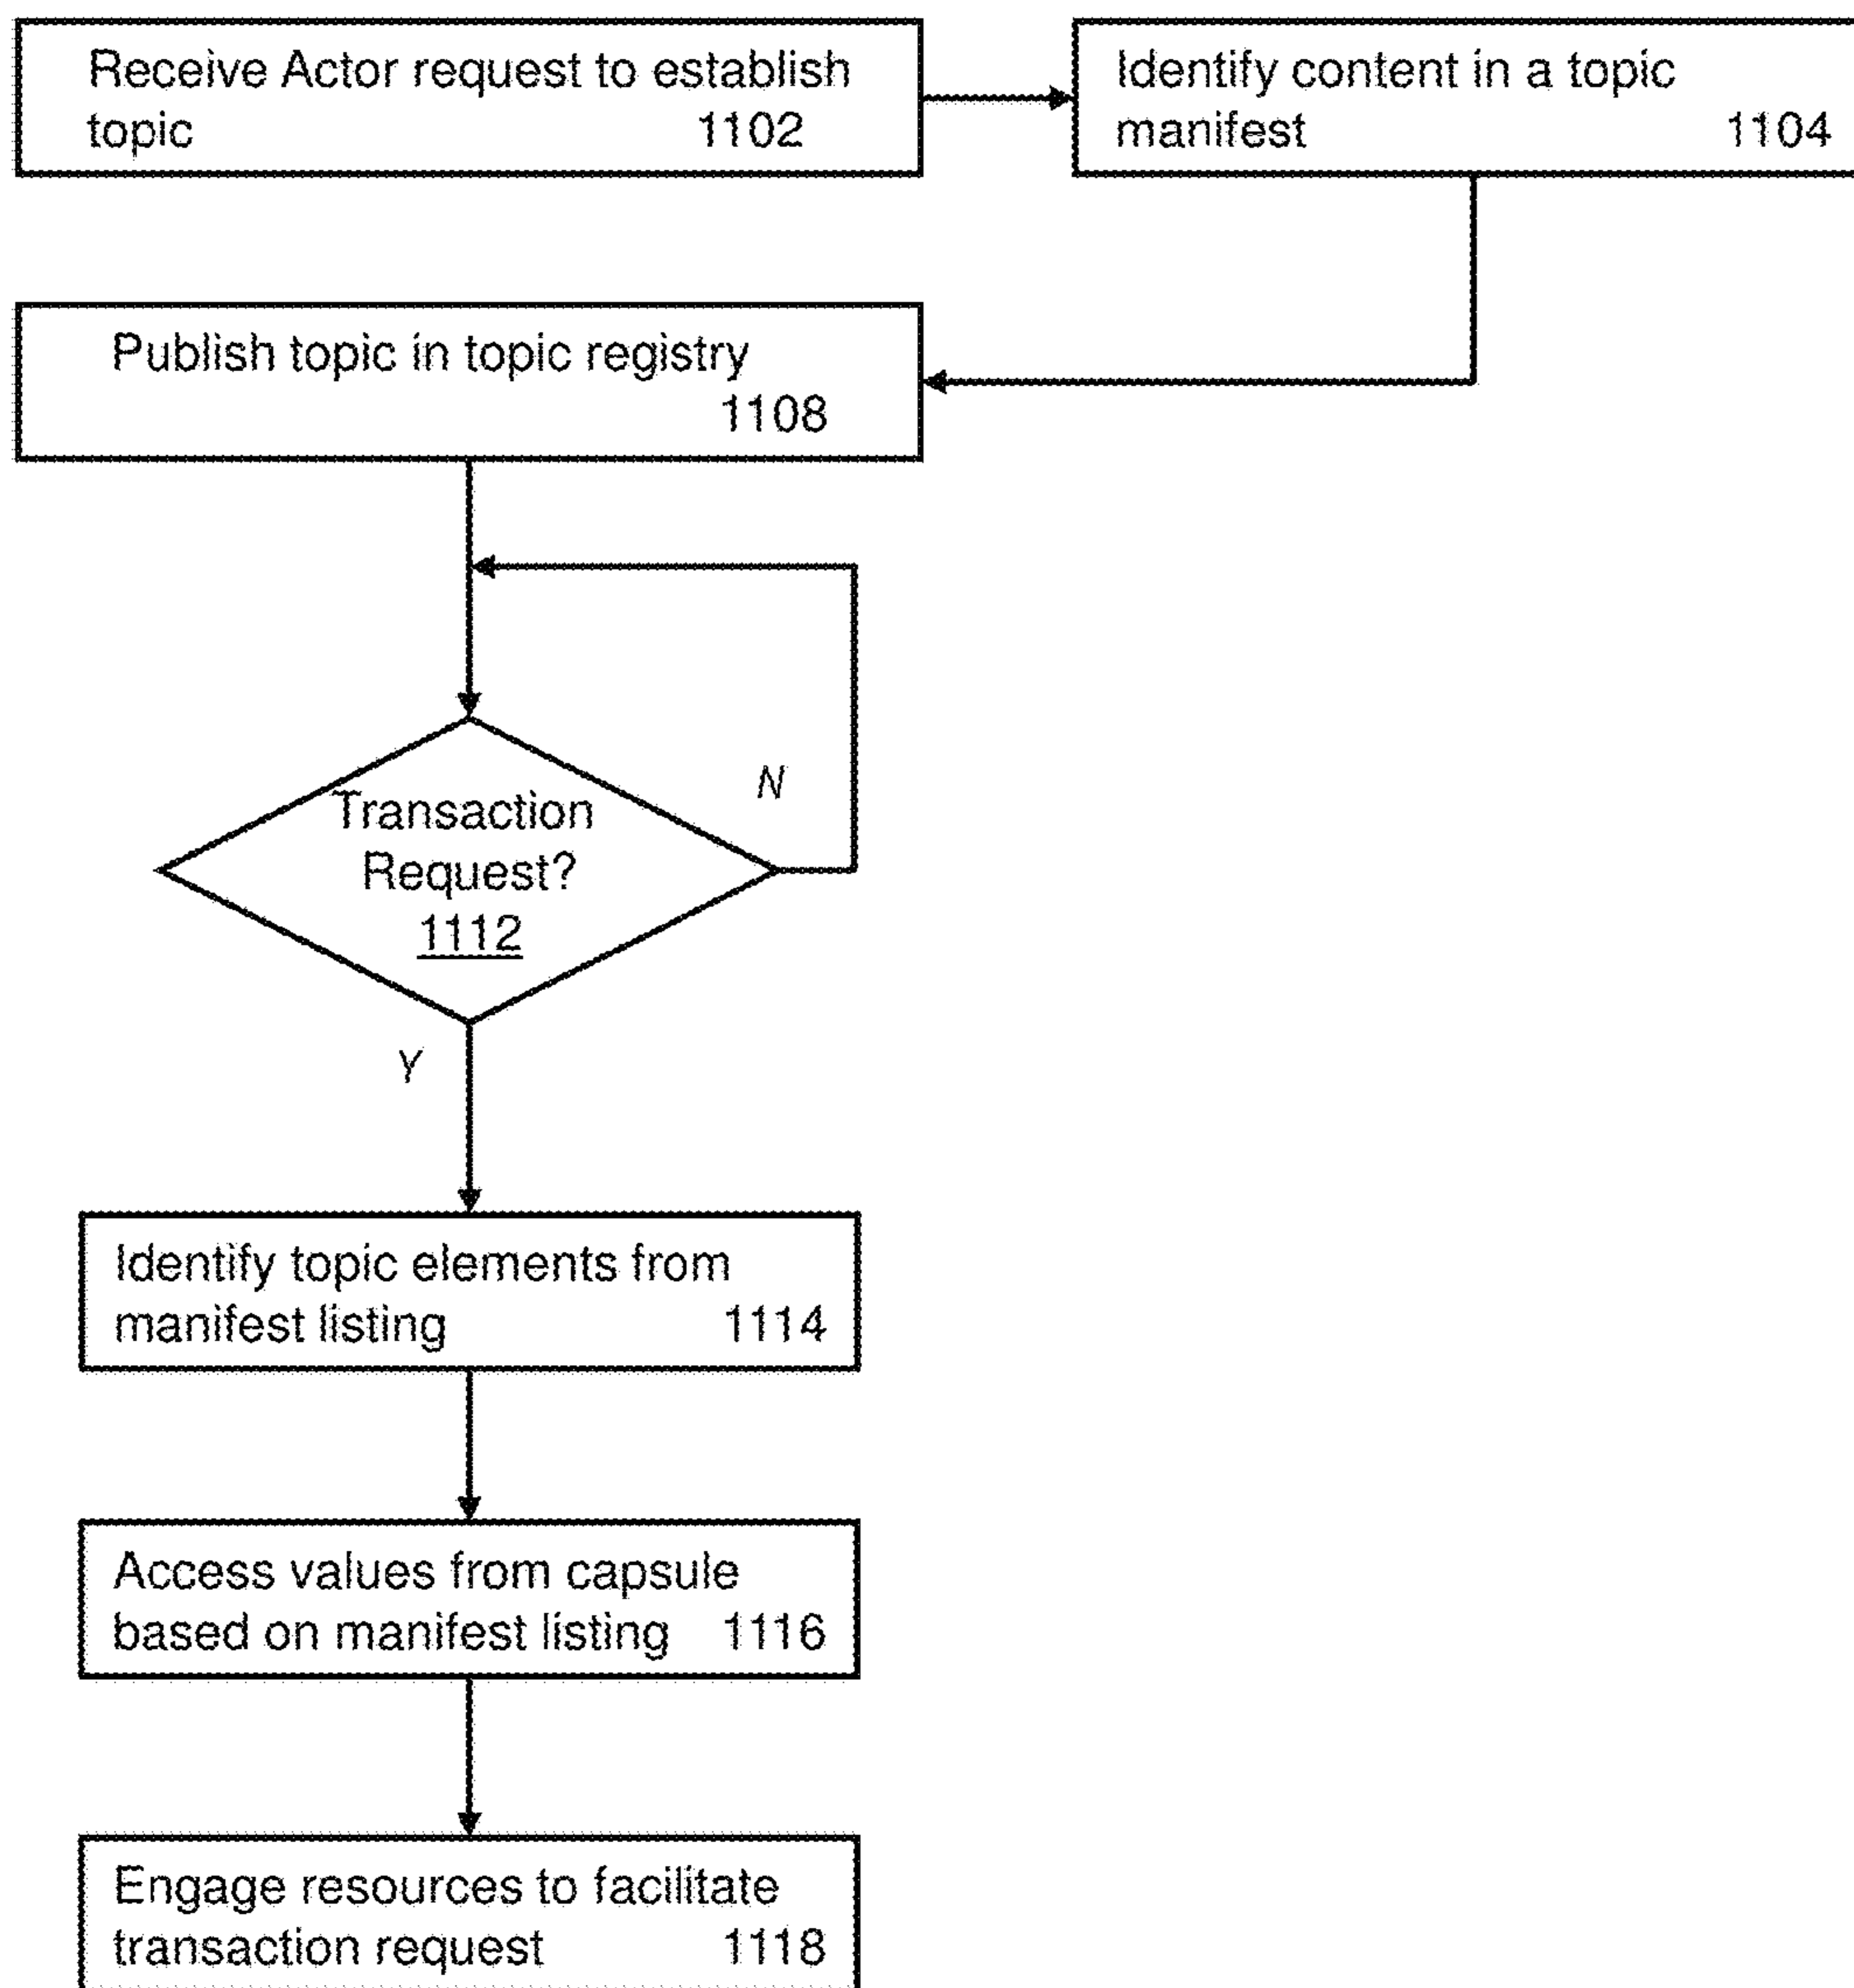 Receive Actor request to establish
topic 1102
Identify content in a topic
manifest 1104
Publish topic in topic registry
1108
N
Transaction
Request?
1112
Y
Identify topic elements from
manifest listing 1114
Access values from capsule
based on manifest listing 1116
Engage resources to facilitate
transaction request 1118